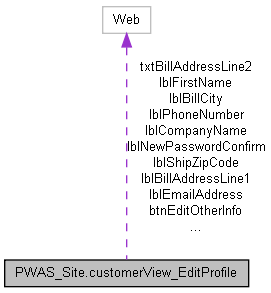 Web
txtBillAddressLine2
lblFirstName
lblBillCity
lblPhoneNumber
lblCompanyName
lblNewPasswordConfirm
lblShipZipCode
lblBillAddressLine1
lblEmailAddress
btnEditOtherInfo
...
PWAS_Site.customerView_EditProfile